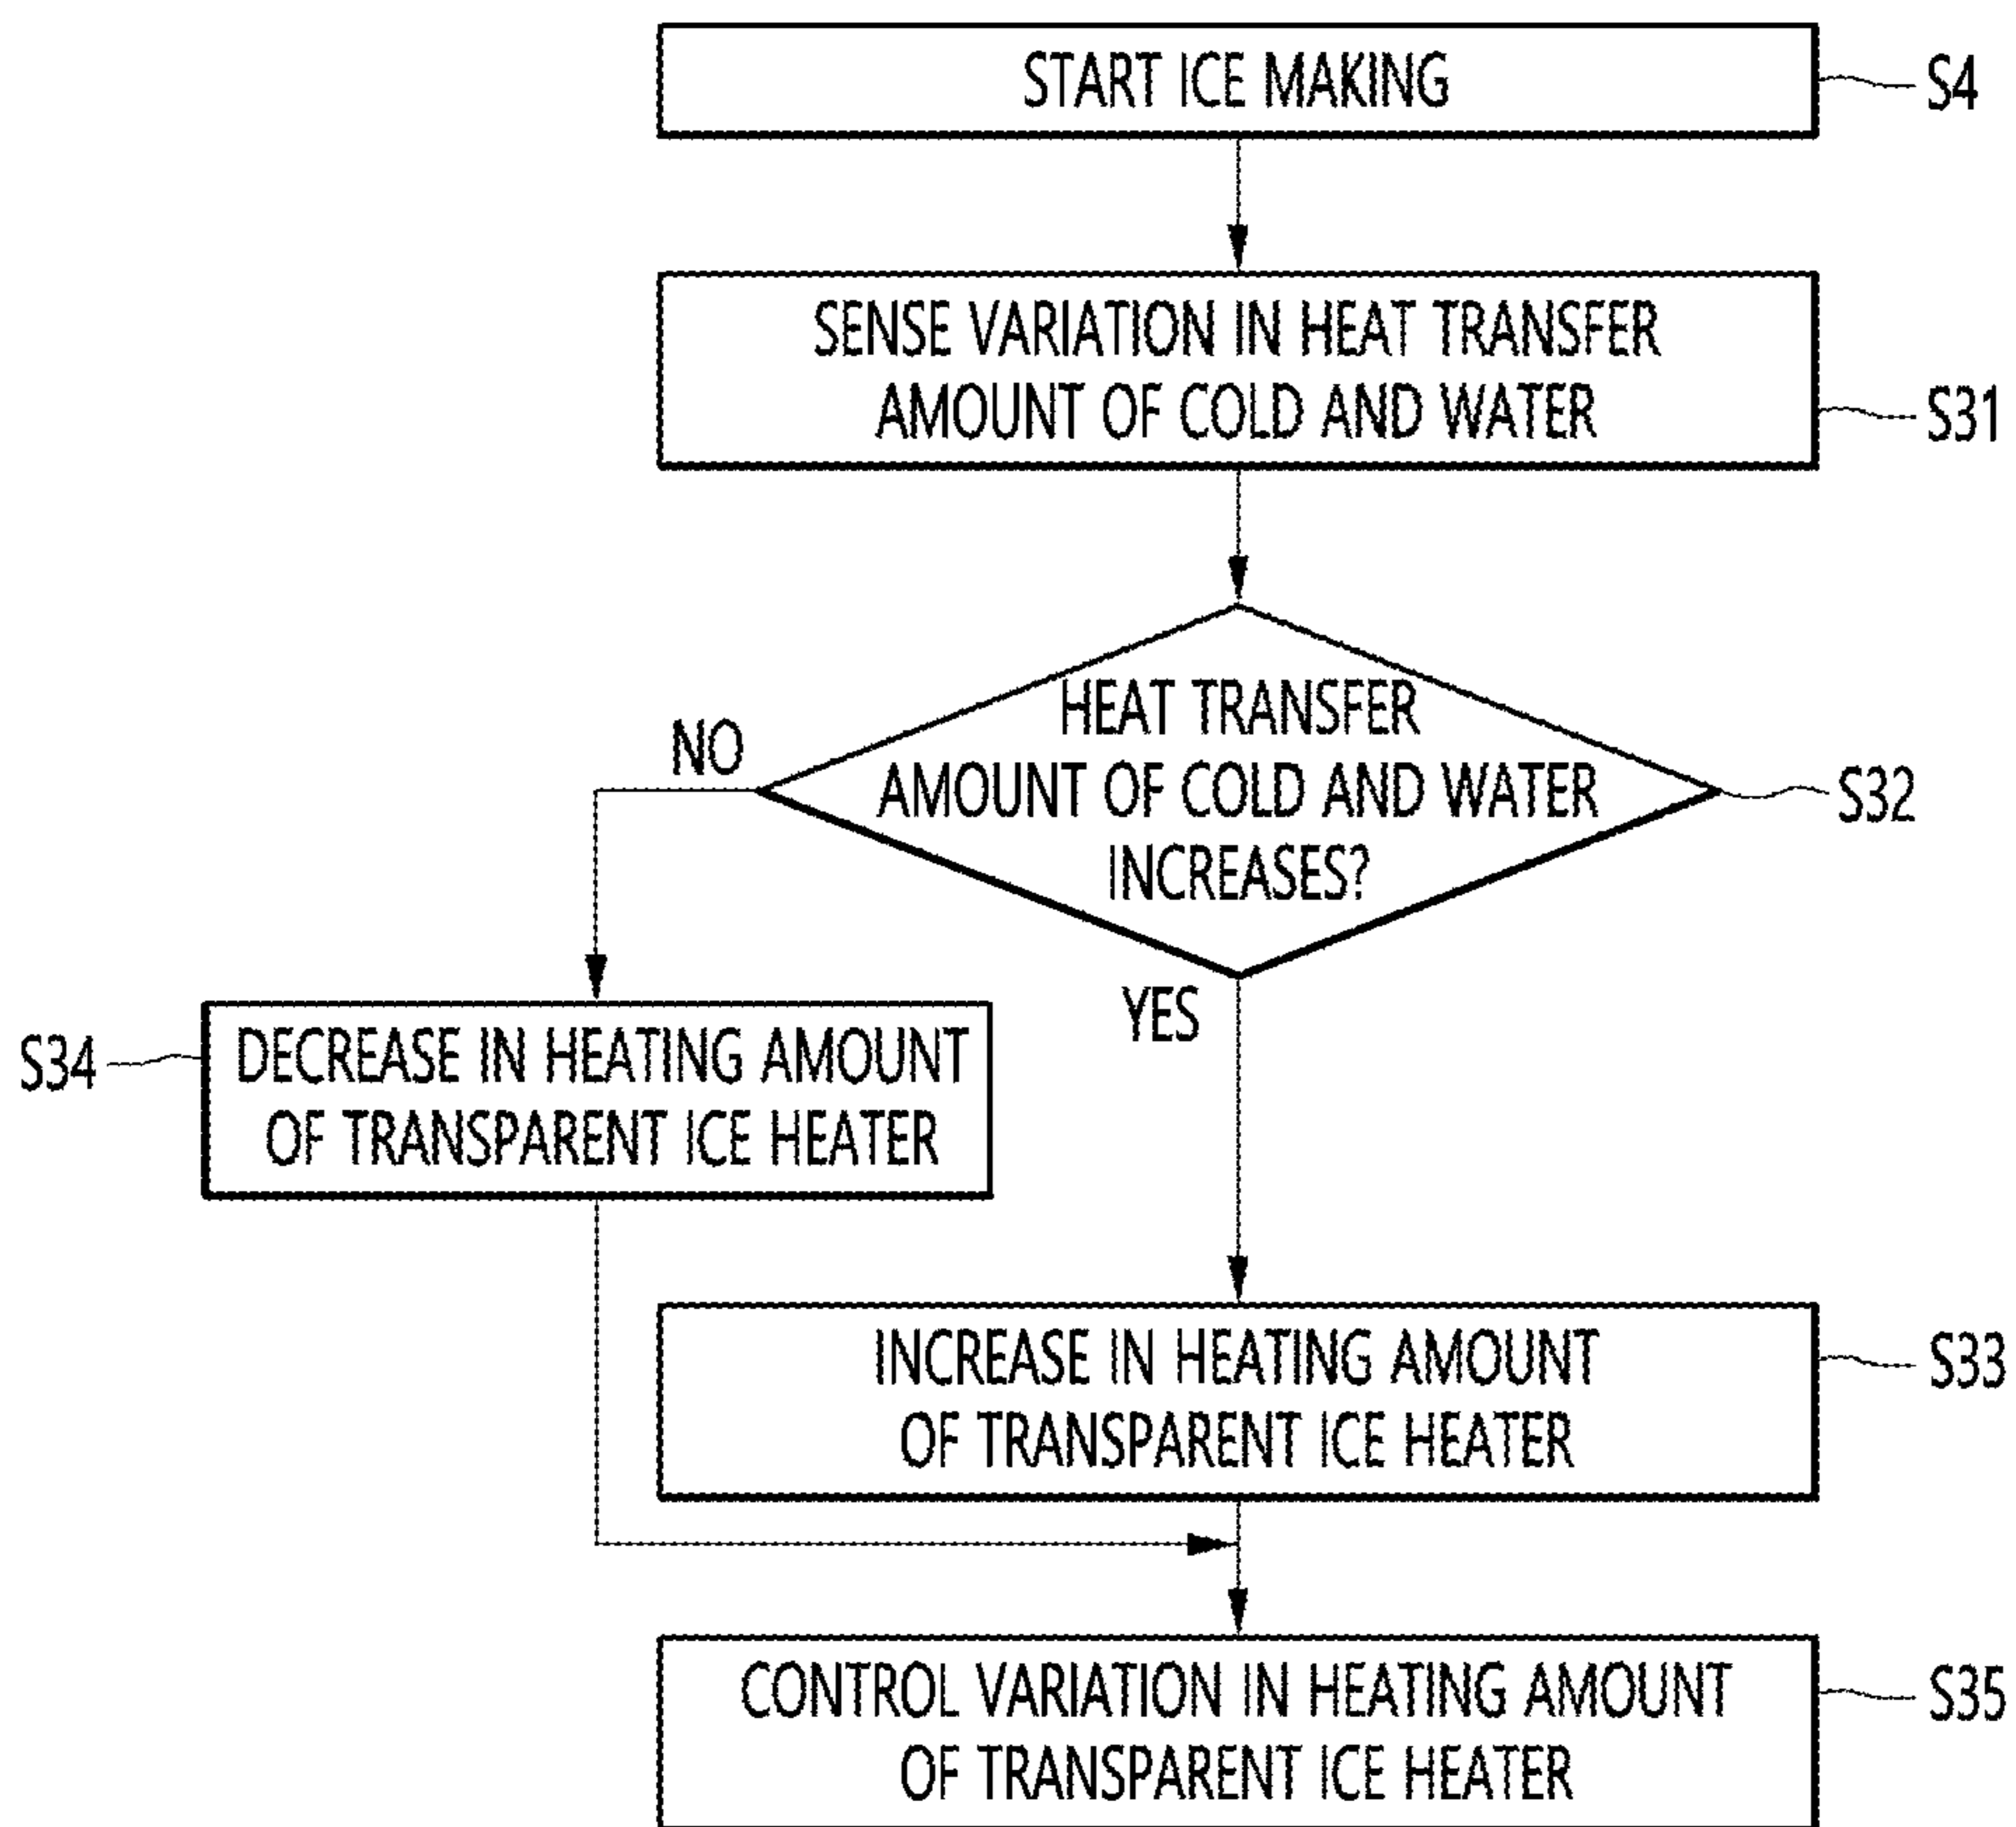 START ICE MAKING
S4
SENSE VARIATION IN HEAT TRANSFER
AMOUNT OF COLD AND WATER
S31
HEAT TRANSFER
AMOUNT OF COLD AND WATER
INCREASES?
S32
NO
YES
S34
DECREASE IN HEATING AMOUNT
OF TRANSPARENT ICE HEATER
INCREASE IN HEATING AMOUNT
OF TRANSPARENT ICE HEATER
S33
CONTROL VARIATION IN HEATING AMOUNT
OF TRANSPARENT ICE HEATER
S35